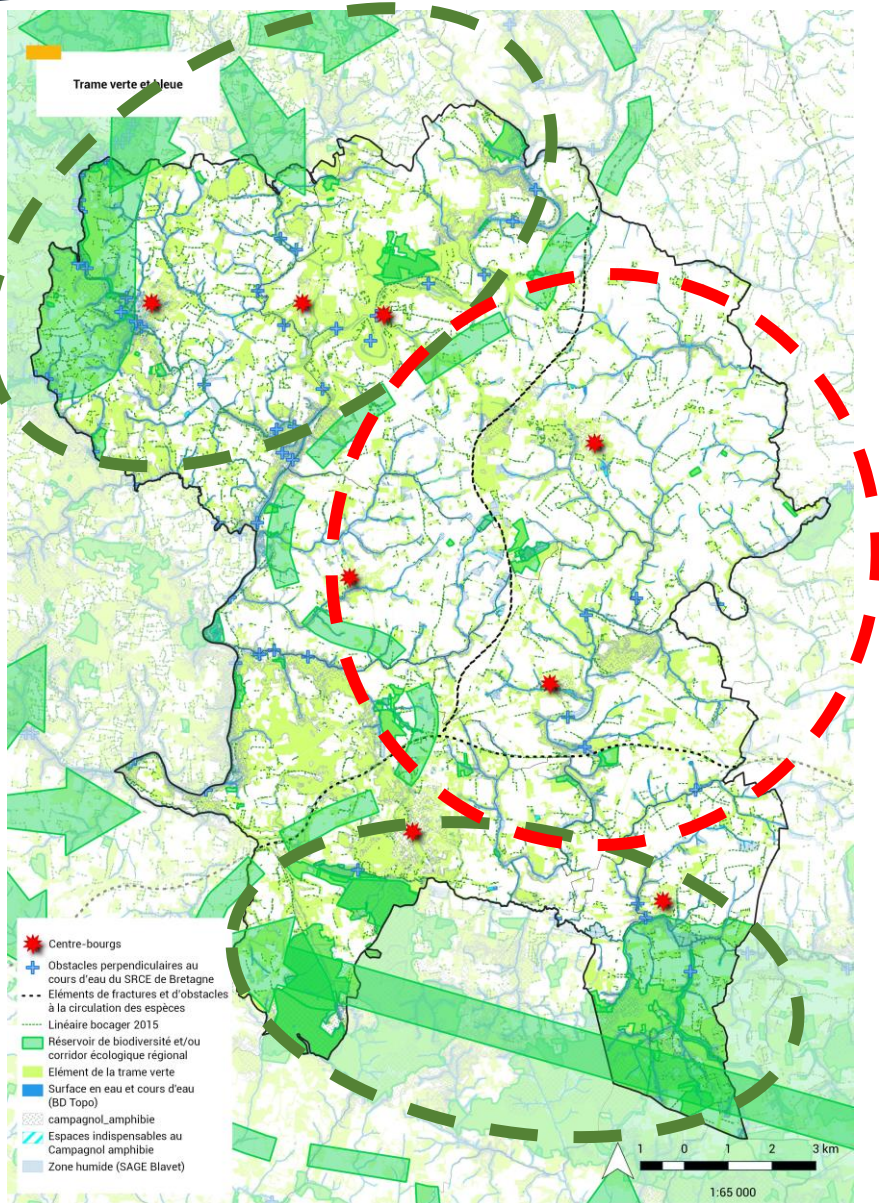 Trame verte et bleue
Centre-bourgs
Obstacles perpendiculaires au
cours d'eau du SRCE de Bretagne
Eléments de fractures et d'obstacles
à la circulation des espèces
Linéaire bocager 2015
Réservoir de biodiversité et/ou
corridor écologique régional
Elément de la trame verte
Surface en eau et cours d'eau
(BD Topo)
campagnol_amphibie
Espaces indispensables au
Campagnol amphibie
Zone humide (SAGE Blavet)
1 0 1 2 3 km
1:65 000